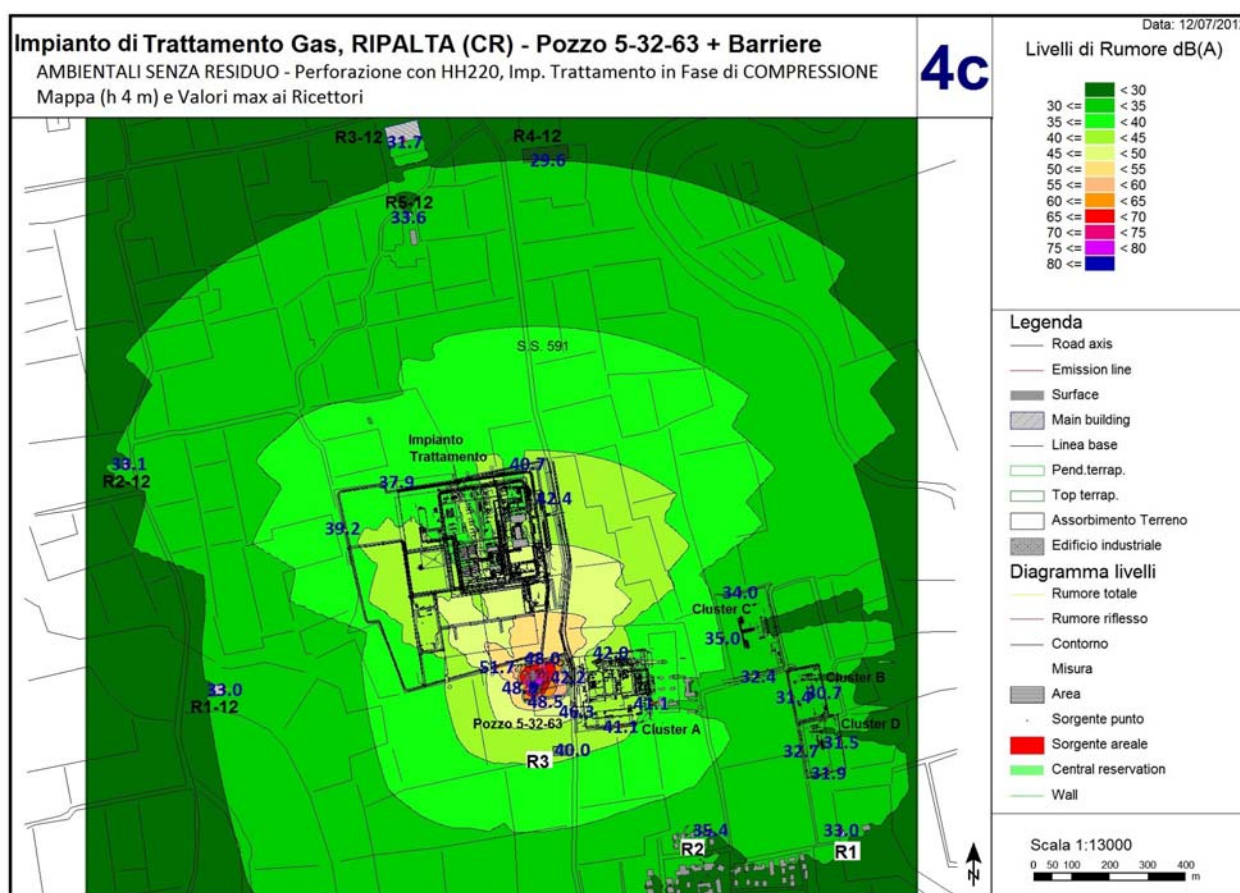 Data: 12/07/2012
Impianto di Trattamento Gas, RIPALTA (CR) - Pozzo 5-32-63 + Barriere
AMBIENTALI SENZA RESIDUO - Perforazione con HH220, Imp. Trattamento in Fase di COMPRESSIONE
Mappa (h 4 m) e Valori max ai Ricettori
4c
Livelli di Rumore dB(A)
< 30
30 <= < 35
35 <= < 40
40 <= < 45
45 <= < 50
50 <= < 55
55 <= < 60
60 <= < 65
65 <= < 70
70 <= < 75
75 <= < 80
80 <=
Legenda
Road axis
Emission line
Surface
Main building
Linea base
Pend.terrap.
Top terrap.
Assorbimento Terreno
Edificio industriale
Diagramma livelli
Rumore totale
Rumore riflesso
Contorno
Misura
Area
Sorgente punto
Sorgente areale
Central reservation
Wall
Scala 1:13000
0 50 100 200 300 400
m
N
R3-12
31.7
R4-12
29.6
R5-12
33.6
S.S. 591
Impianto
Trattamento
33.1
R2-12
37.9
40.7
42.4
39.2
34.0
Cluster C
35.0
42.0
48.0
51.7
42.2
32.4
Cluster B
30.7
31.4
33.0
R1-12
48.5
46.3
41.1
Pozzo 5-32-63
41.1
Cluster A
Cluster D
31.5
32.7
31.9
40.0
R3
35.4
R2
33.0
R1